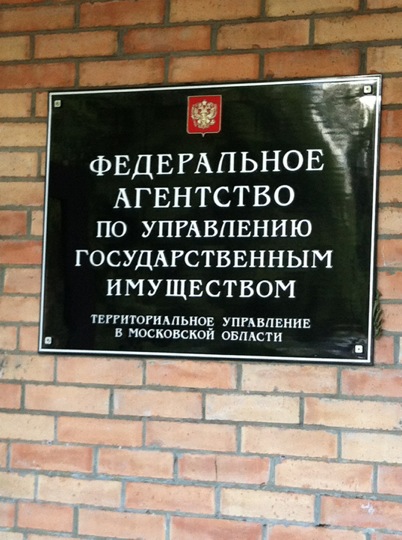 ФЕДЕРАЛЬНОЕ
АГЕНТСТВО
ПО УПРАВЛЕНИЮ
ГОСУДАРСТВЕННЫМ
ИМУЩЕСТВОМ
ТЕРРИТОРИАЛЬНОЕ УПРАВЛЕНИЕ
В МОСКОВСКОЙ ОБЛАСТИ